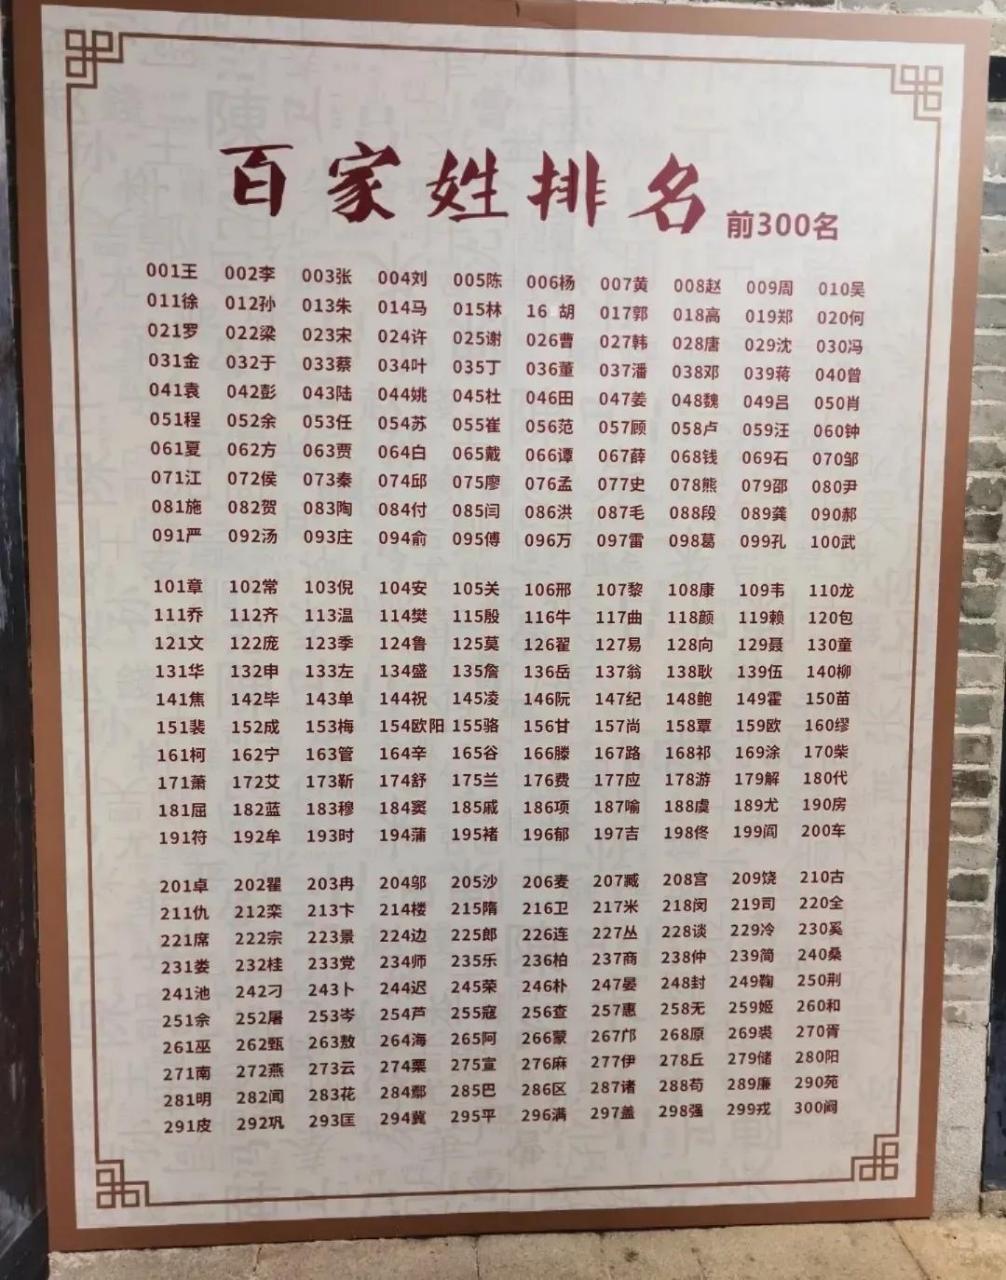 百家姓排名 前300名
001王 002李 003张 004刘 005陈 006杨 007黄 008赵 009周 010吴
011徐 012孙 013朱 014马 015林 16 胡 017郭 018高 019郑 020何
021罗 022梁 023宋 024许 025谢 026曹 027韩 028唐 029沈 030冯
031金 032于 033蔡 034叶 035丁 036董 037潘 038邓 039蒋 040曾
041袁 042彭 043陆 044姚 045杜 046田 047姜 048魏 049吕 050肖
051程 052余 053任 054苏 055崔 056范 057顾 058卢 059汪 060钟
061夏 062方 063贾 064白 065戴 066谭 067薛 068钱 069石 070邹
071江 072侯 073秦 074邱 075廖 076孟 077史 078熊 079邵 080尹
081施 082贺 083陶 084付 085闫 086洪 087毛 088段 089龚 090郝
091严 092汤 093庄 094俞 095傅 096万 097雷 098葛 099孔 100武
101章 102常 103倪 104安 105关 106邢 107黎 108康 109韦 110龙
111乔 112齐 113温 114樊 115殷 116牛 117曲 118颜 119赖 120包
121文 122庞 123季 124鲁 125莫 126翟 127易 128向 129聂 130童
131华 132申 133左 134盛 135詹 136岳 137翁 138耿 139伍 140柳
141焦 142毕 143单 144祝 145凌 146阮 147纪 148鲍 149霍 150苗
151裴 152成 153梅 154欧阳 155骆 156甘 157尚 158覃 159欧 160缪
161柯 162宁 163管 164辛 165谷 166滕 167路 168祁 169涂 170柴
171萧 172艾 173靳 174舒 175兰 176费 177应 178游 179解 180代
181屈 182蓝 183穆 184窦 185戚 186项 187喻 188虞 189尤 190房
191符 192牟 193时 194蒲 195褚 196郁 197吉 198佟 199阎 200车
201卓 202瞿 203冉 204邬 205沙 206麦 207臧 208宫 209饶 210古
211仇 212栾 213卞 214楼 215隋 216卫 217米 218闵 219司 220全
221席 222宗 223景 224边 225郎 226连 227丛 228谈 229冷 230奚
231娄 232桂 233党 234师 235乐 236柏 237商 238仲 239简 240桑
241池 242刁 243卜 244迟 245荣 246朴 247晏 248封 249鞠 250荆
251佘 252屠 253岑 254芦 255寇 256查 257惠 258无 259姬 260和
261巫 262甄 263敖 264海 265阿 266蒙 267邝 268原 269裘 270胥
271南 272燕 273云 274栗 275宣 276麻 277伊 278丘 279储 280阳
281明 282闻 283花 284鄢 285巴 286区 287诸 288苟 289廉 290苑
291皮 292巩 293匡 294冀 295平 296满 297盖 298强 299戎 300阚